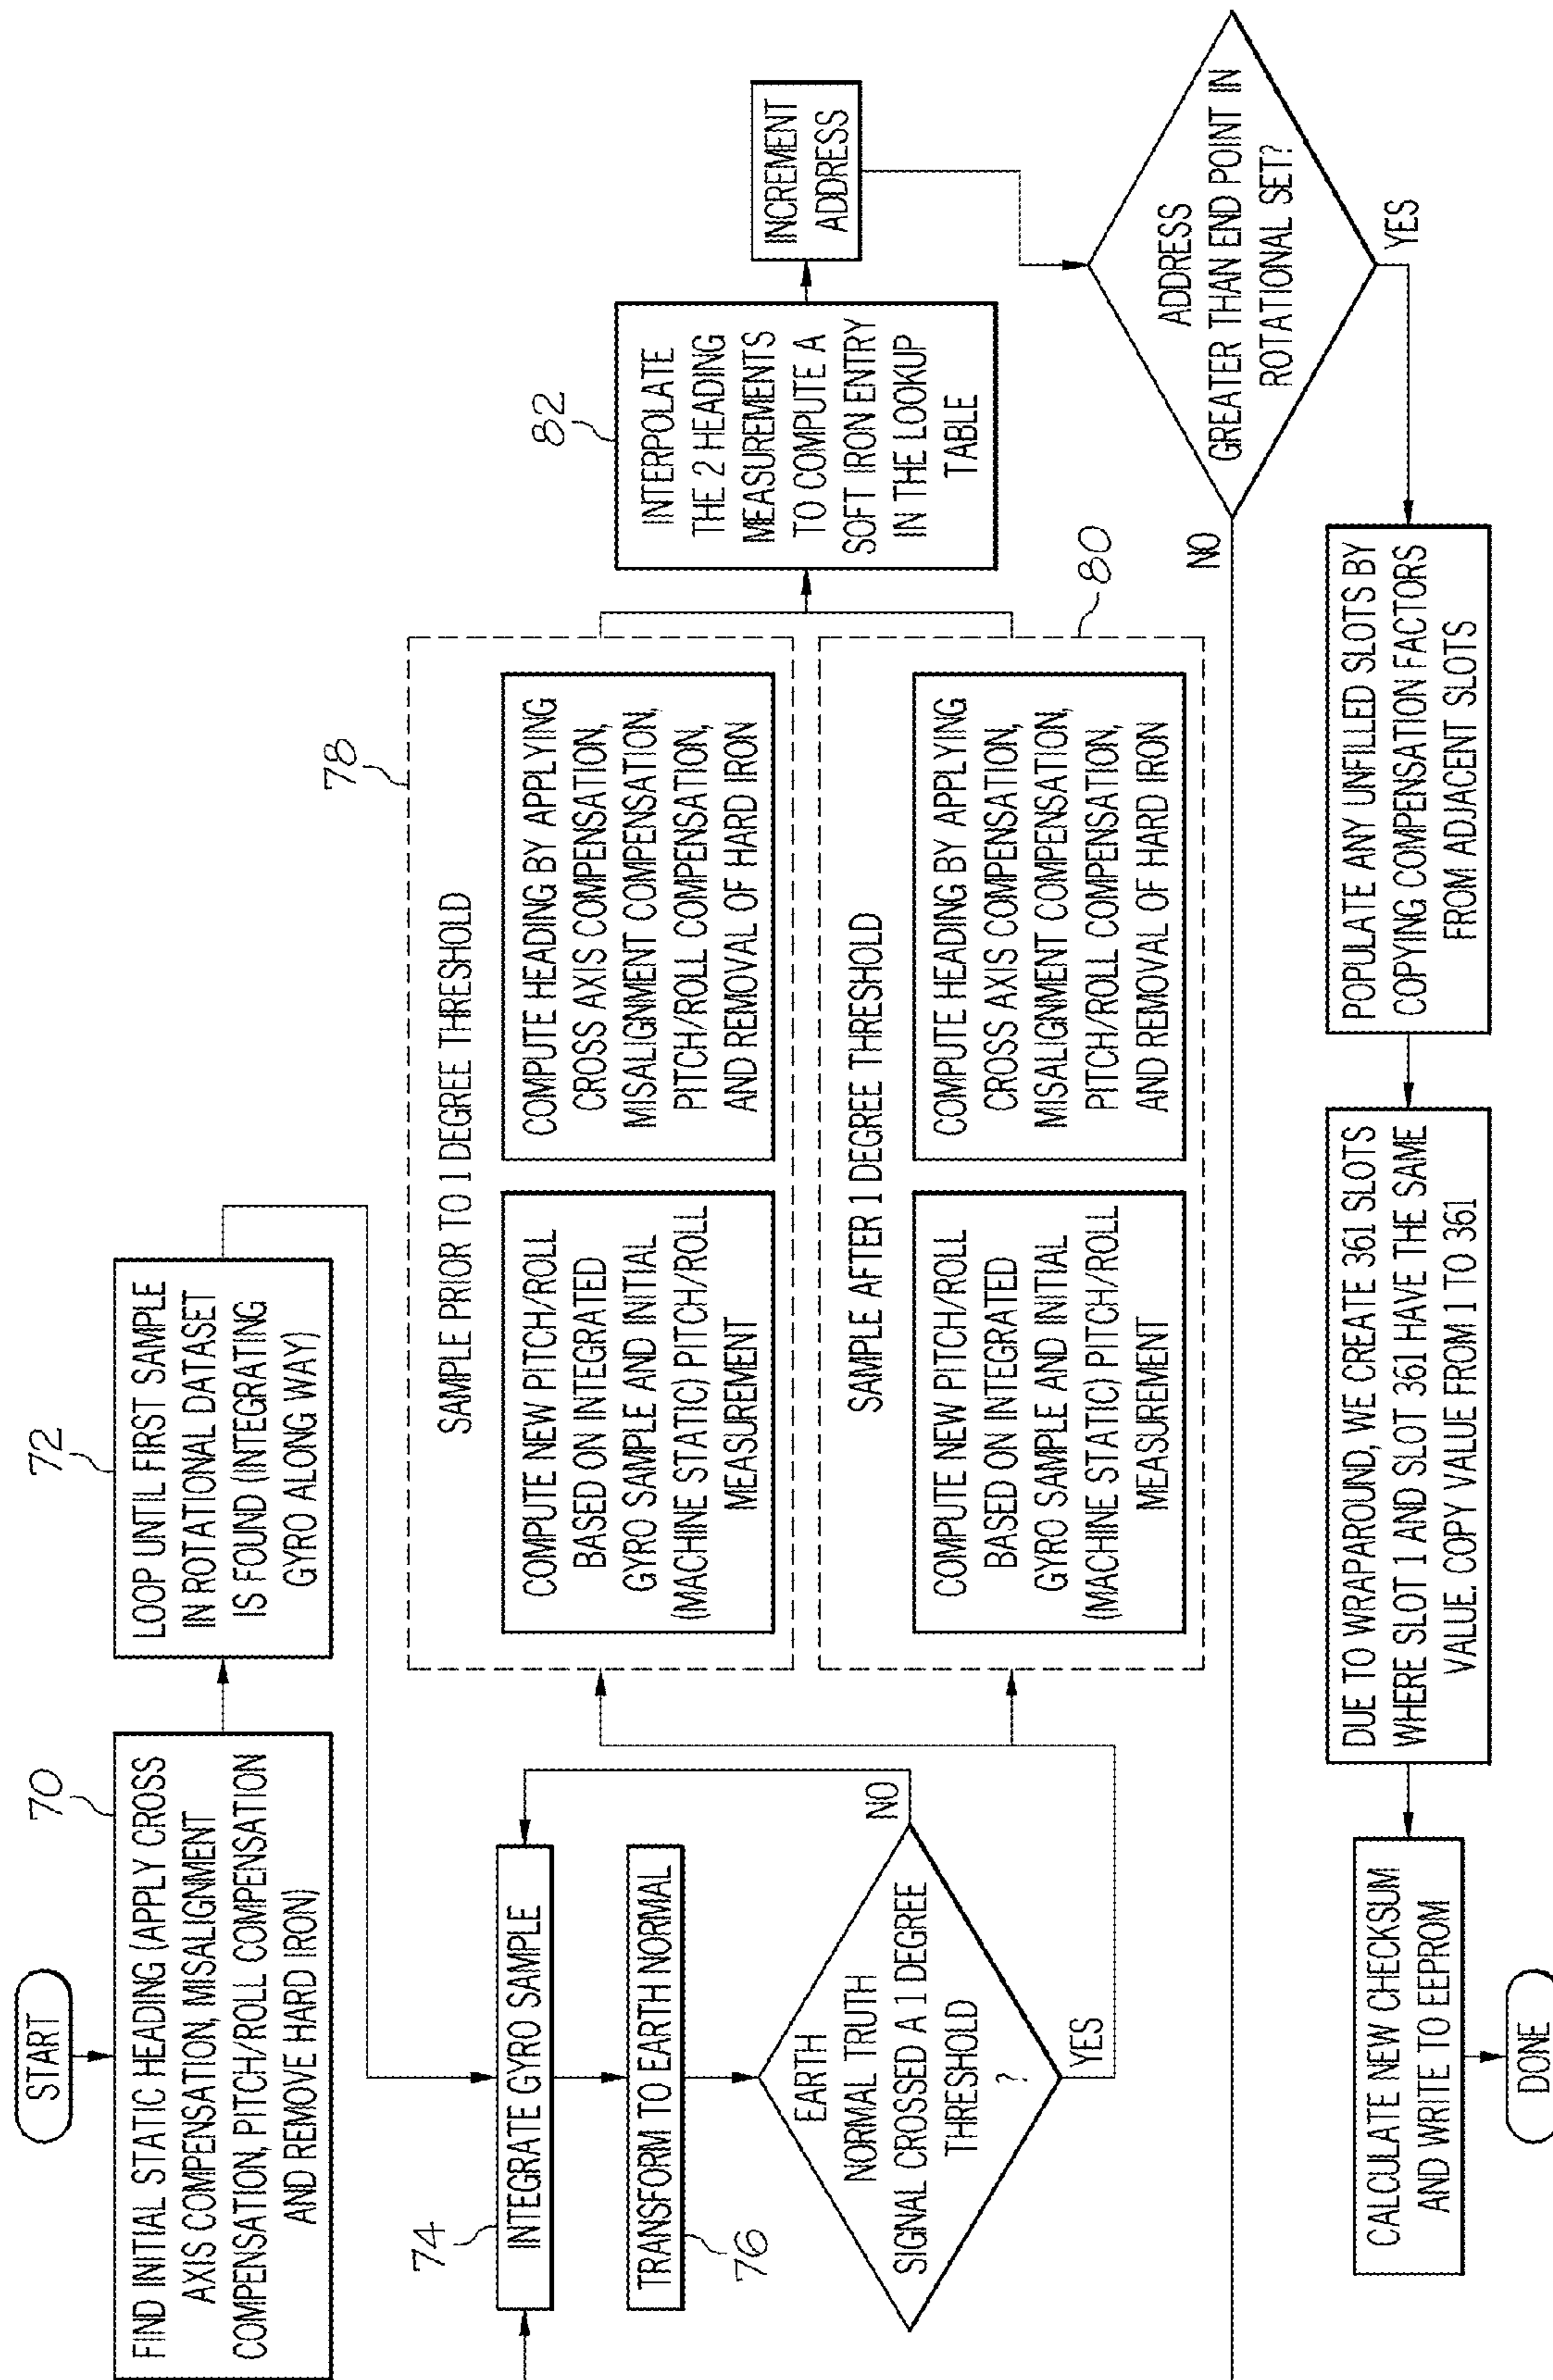 START
70
FIND INITIAL STATIC HEADING (APPLY CROSS
AXIS COMPENSATION, MISALIGNMENT
COMPENSATION, PITCH/ROLL COMPENSATION
AND REMOVE HARD IRON)
72
LOOP UNTIL FIRST SAMPLE
IN ROTATIONAL DATASET
IS FOUND (INTEGRATING
GYRO ALONG WAY)
74
INTEGRATE GYRO SAMPLE
TRANSFORM TO EARTH NORMAL
76
EARTH
NORMAL TRUTH
SIGNAL CROSSED A 1 DEGREE
THRESHOLD
?
NO
YES
78
SAMPLE PRIOR TO 1 DEGREE THRESHOLD
COMPUTE NEW PITCH/ROLL
BASED ON INTEGRATED
GYRO SAMPLE AND INITIAL
(MACHINE STATIC) PITCH/ROLL
MEASUREMENT
COMPUTE HEADING BY APPLYING
CROSS AXIS COMPENSATION,
MISALIGNMENT COMPENSATION,
PITCH/ROLL COMPENSATION,
AND REMOVAL OF HARD IRON
SAMPLE AFTER 1 DEGREE THRESHOLD
COMPUTE NEW PITCH/ROLL
BASED ON INTEGRATED
GYRO SAMPLE AND INITIAL
(MACHINE STATIC) PITCH/ROLL
MEASUREMENT
COMPUTE HEADING BY APPLYING
CROSS AXIS COMPENSATION,
MISALIGNMENT COMPENSATION,
PITCH/ROLL COMPENSATION,
AND REMOVAL OF HARD IRON
80
82
INTERPOLATE
THE 2 HEADING
MEASUREMENTS
TO COMPUTE A
SOFT IRON ENTRY
IN THE LOOKUP
TABLE
INCREMENT
ADDRESS
ADDRESS
GREATER THAN END POINT IN
ROTATIONAL SET?
NO
YES
POPULATE ANY UNFILLED SLOTS BY
COPYING COMPENSATION FACTORS
FROM ADJACENT SLOTS
DUE TO WRAPAROUND, WE CREATE 361 SLOTS
WHERE SLOT 1 AND SLOT 361 HAVE THE SAME
VALUE. COPY VALUE FROM 1 TO 361
CALCULATE NEW CHECKSUM
AND WRITE TO EEPROM
DONE